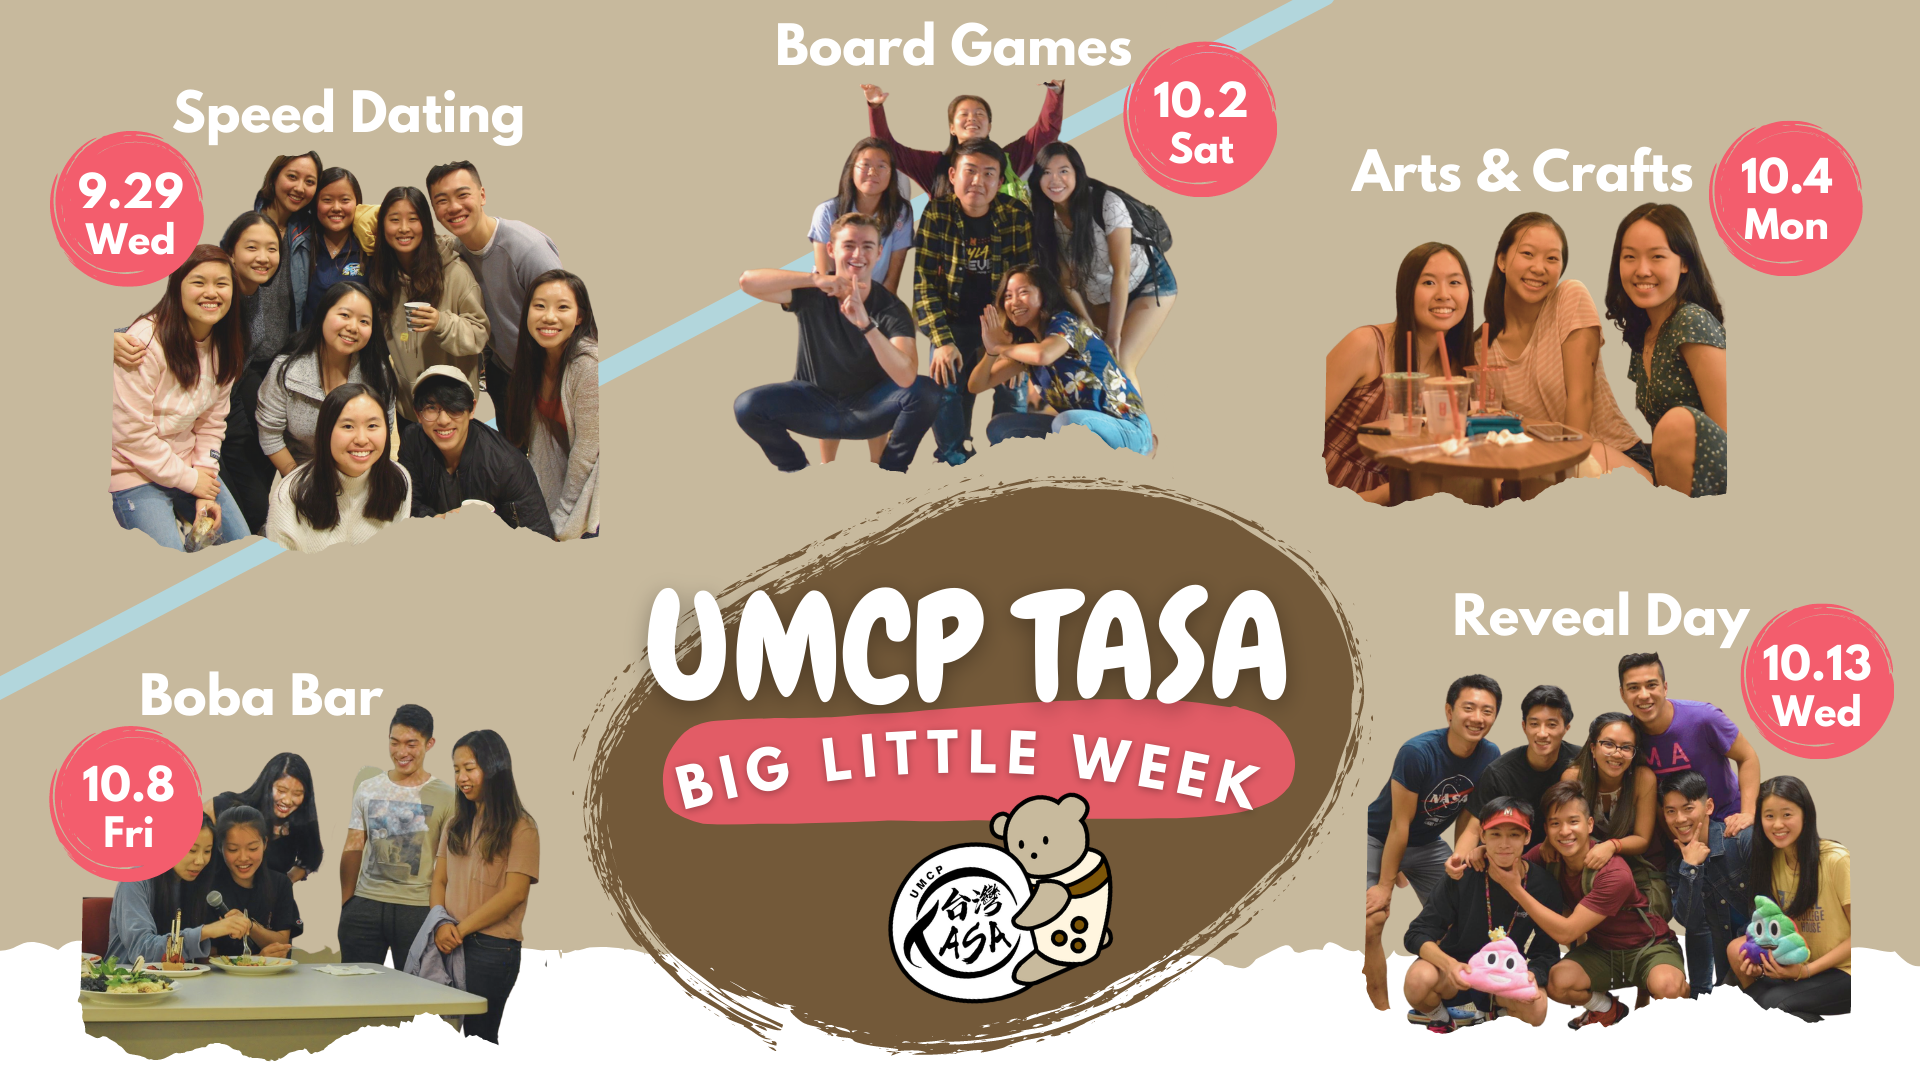 Board Games
10.2
Sat
Speed Dating
9.29
Wed
Arts & Crafts
10.4
Mon
UMCP TASA
BIG LITTLE WEEK
UMCP
台灣
TASA
Reveal Day
10.13
Wed
NASA
M A
Boba Bar
10.8
Fri